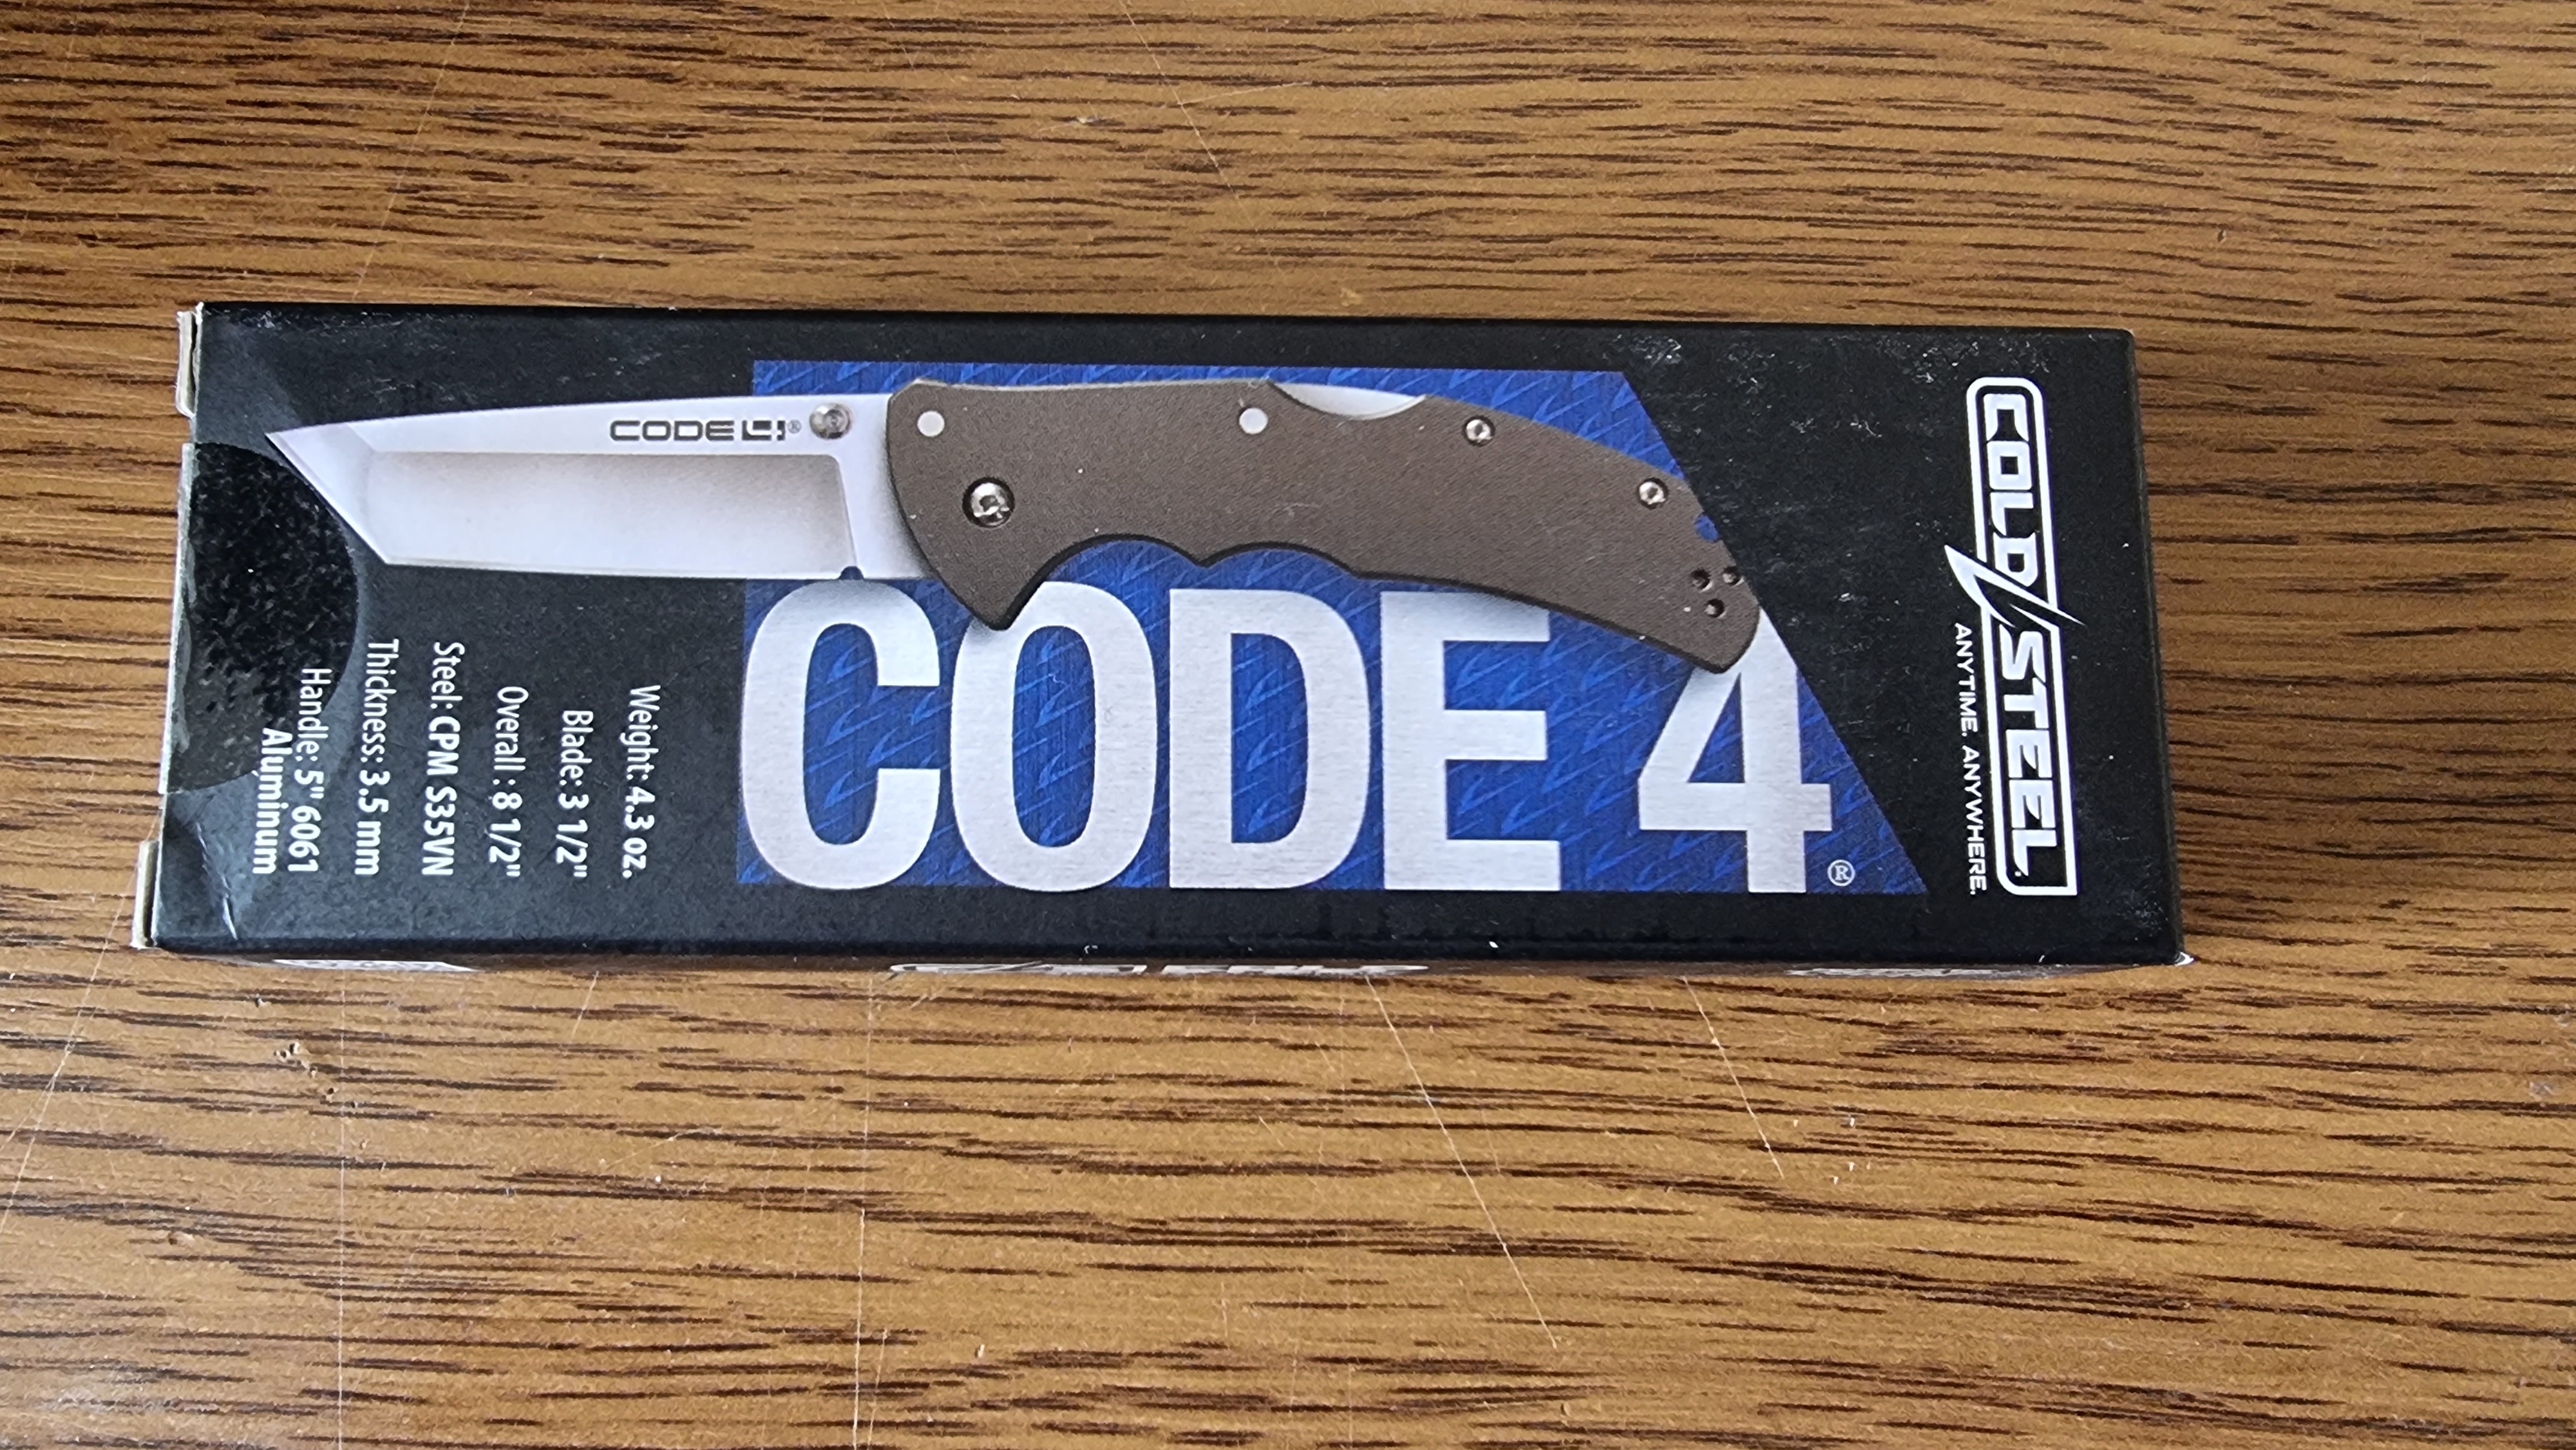 CODE 4®
CODE 4®
COLD STEEL
ANYTIME. ANYWHERE.
Weight: 4.3 oz.
Blade: 3 1/2"
Overall : 8 1/2"
Steel: CPM S35VN
Thickness: 3.5 mm
Handle: 5" 6061
Aluminum